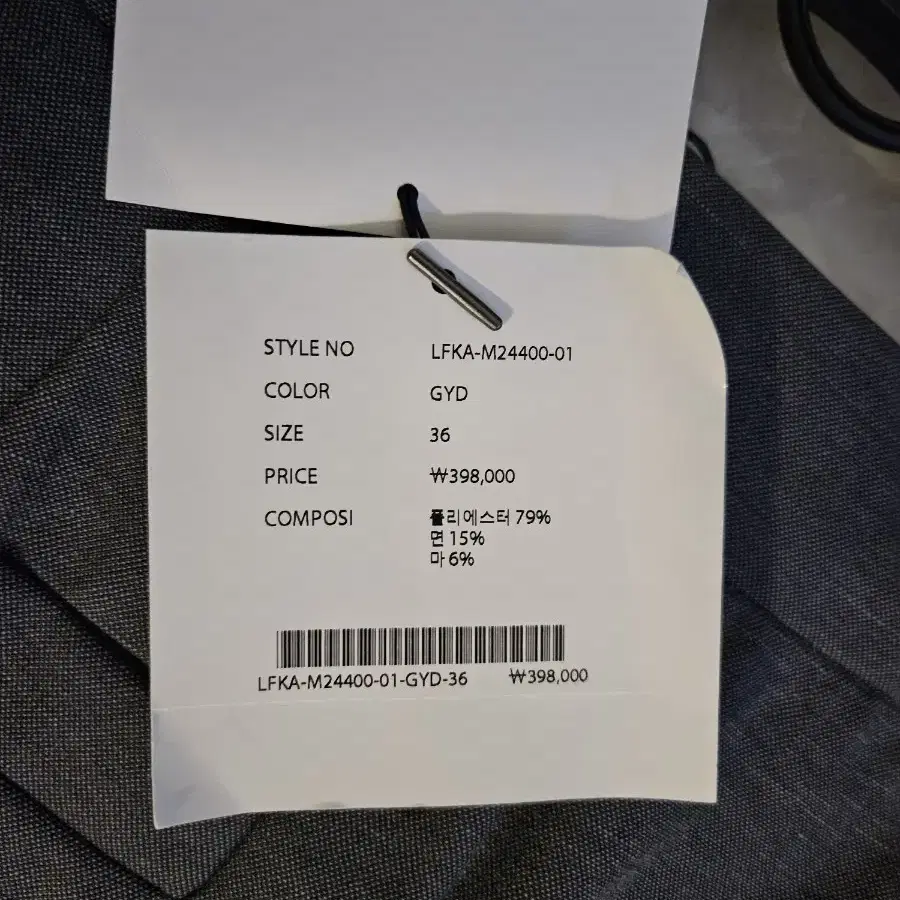 STYLE NO LFKA-M24400-01
COLOR GYD
SIZE 36
PRICE ₩398,000
COMPOSI 폴리에스터 79%
면 15%
마 6%
LFKA-M24400-01-GYD-36 ₩398,000